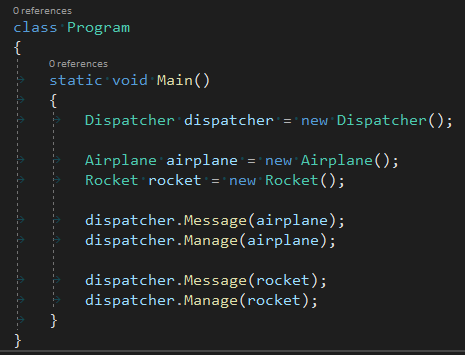 0 references
class Program
{
0 references
static void Main()
{
Dispatcher dispatcher = new Dispatcher();
Airplane airplane = new Airplane();
Rocket rocket = new Rocket();
dispatcher.Message(airplane);
dispatcher.Manage(airplane);
dispatcher.Message(rocket);
dispatcher.Manage(rocket);
}
}